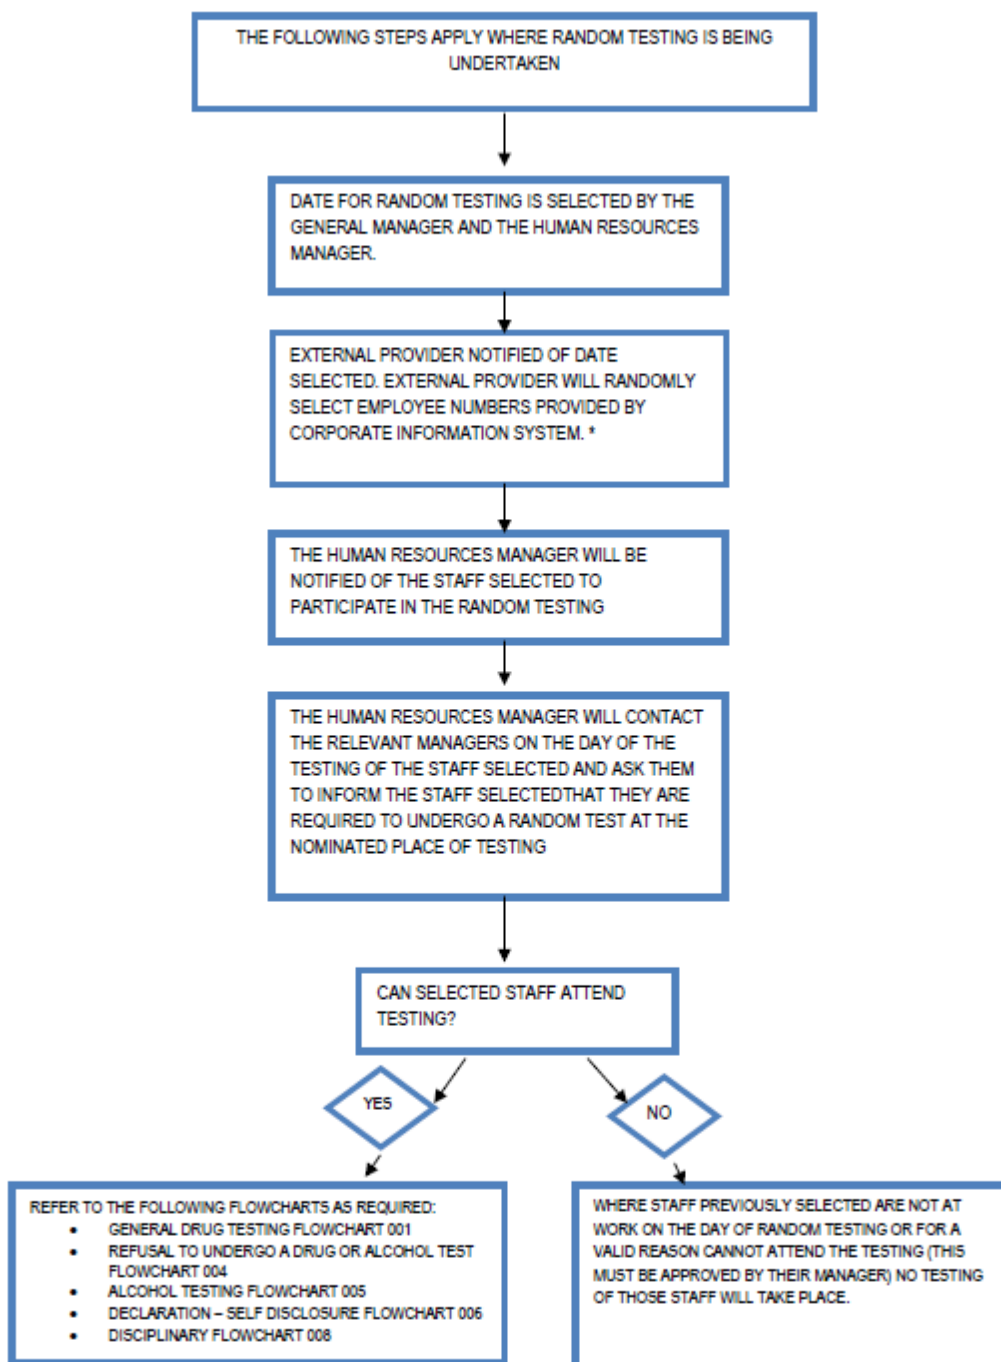 THE FOLLOWING STEPS APPLY WHERE RANDOM TESTING IS BEING
UNDERTAKEN
DATE FOR RANDOM TESTING IS SELECTED BY THE
GENERAL MANAGER AND THE HUMAN RESOURCES
MANAGER.
EXTERNAL PROVIDER NOTIFIED OF DATE
SELECTED. EXTERNAL PROVIDER WILL RANDOMLY
SELECT EMPLOYEE NUMBERS PROVIDED BY
CORPORATE INFORMATION SYSTEM. *
THE HUMAN RESOURCES MANAGER WILL BE
NOTIFIED OF THE STAFF SELECTED TO
PARTICIPATE IN THE RANDOM TESTING
THE HUMAN RESOURCES MANAGER WILL CONTACT
THE RELEVANT MANAGERS ON THE DAY OF THE
TESTING OF THE STAFF SELECTED AND ASK THEM
TO INFORM THE STAFF SELECTEDTHAT THEY ARE
REQUIRED TO UNDERGO A RANDOM TEST AT THE
NOMINATED PLACE OF TESTING
CAN SELECTED STAFF ATTEND
TESTING?
YES
NO
REFER TO THE FOLLOWING FLOWCHARTS AS REQUIRED:
• GENERAL DRUG TESTING FLOWCHART 001
• REFUSAL TO UNDERGO A DRUG OR ALCOHOL TEST
FLOWCHART 004
• ALCOHOL TESTING FLOWCHART 005
• DECLARATION – SELF DISCLOSURE FLOWCHART 006
• DISCIPLINARY FLOWCHART 008
WHERE STAFF PREVIOUSLY SELECTED ARE NOT AT
WORK ON THE DAY OF RANDOM TESTING OR FOR A
VALID REASON CANNOT ATTEND THE TESTING (THIS
MUST BE APPROVED BY THEIR MANAGER) NO TESTING
OF THOSE STAFF WILL TAKE PLACE.